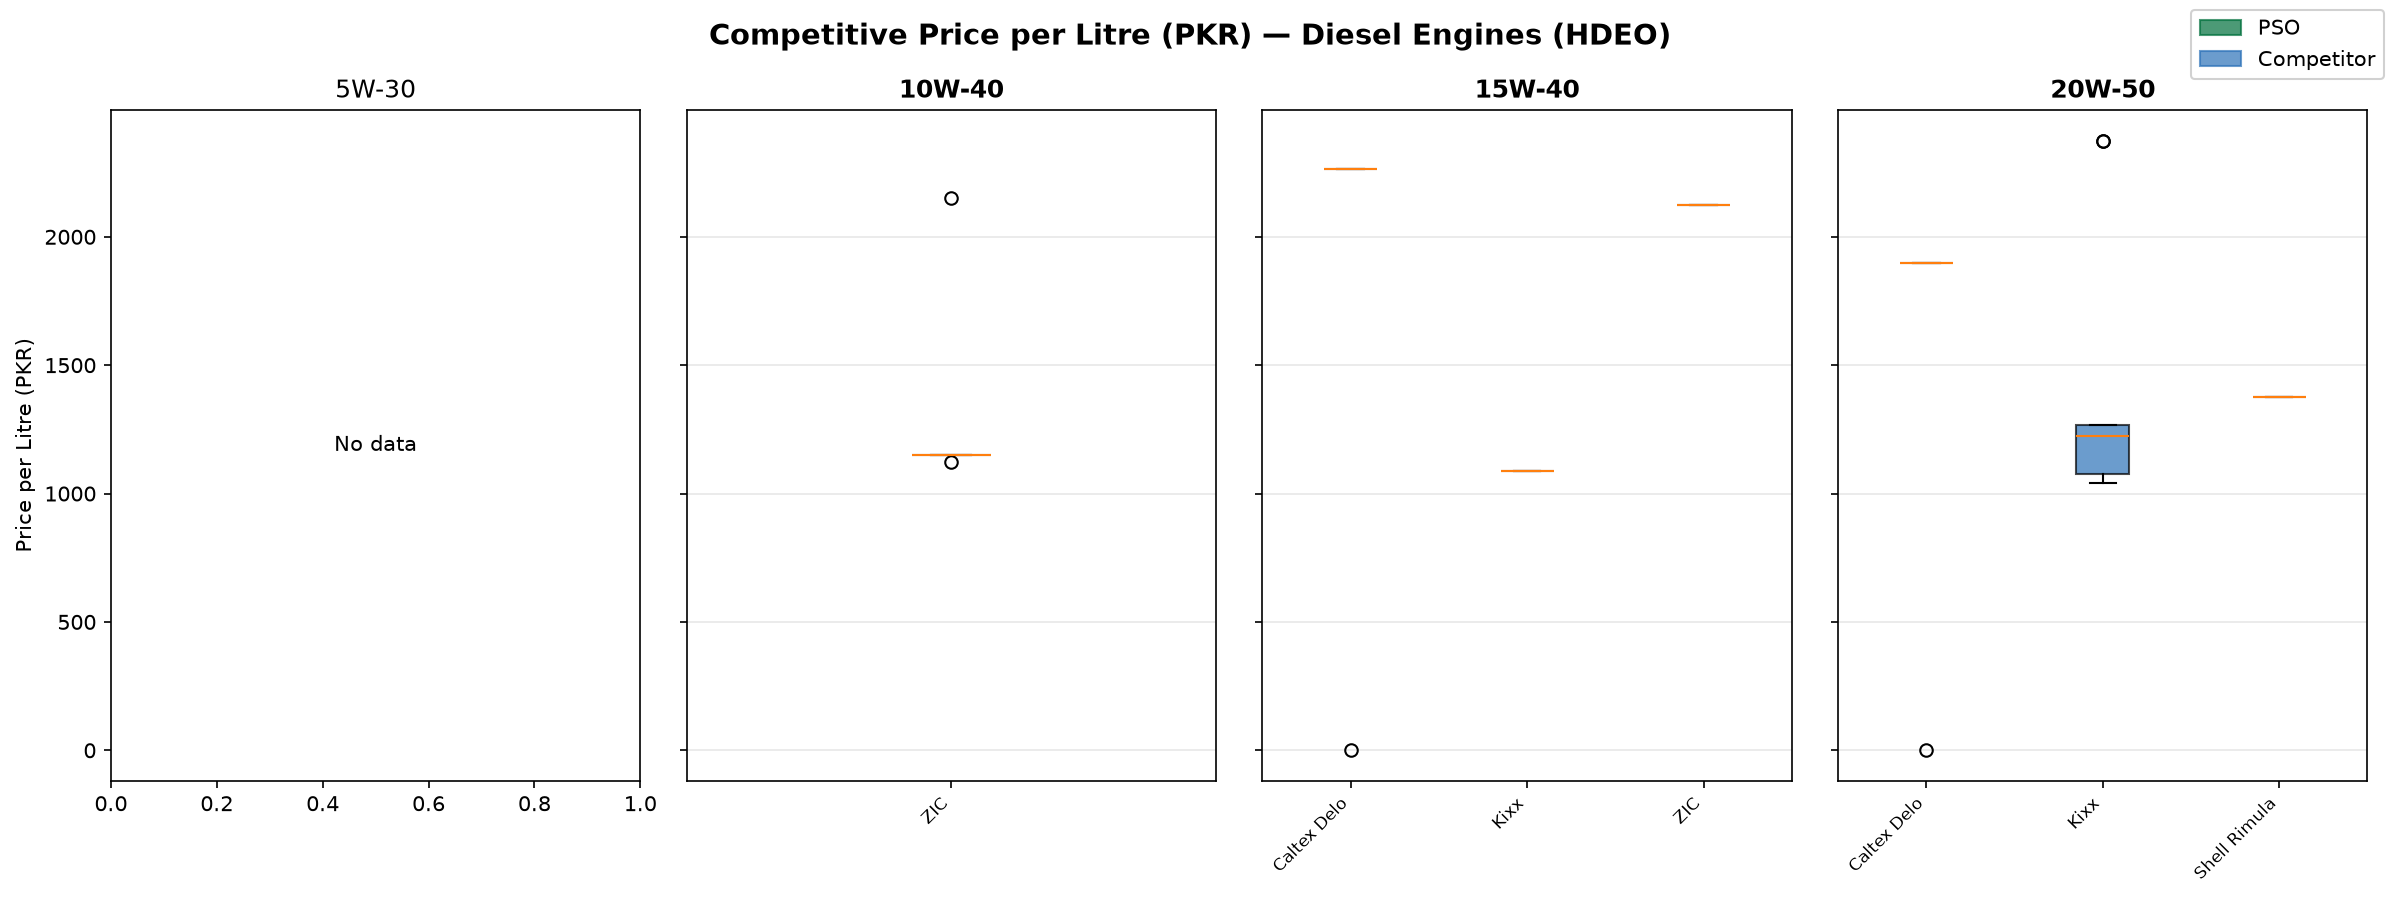 Competitive Price per Litre (PKR) — Diesel Engines (HDEO)
PSO
Competitor
5W-30
10W-40
15W-40
20W-50
Price per Litre (PKR)
2000
1500
1000
500
0
No data
0.0 0.2 0.4 0.6 0.8 1.0
ZIC
Caltex Delo
Kixx
ZIC
Caltex Delo
Kixx
Shell Rimula